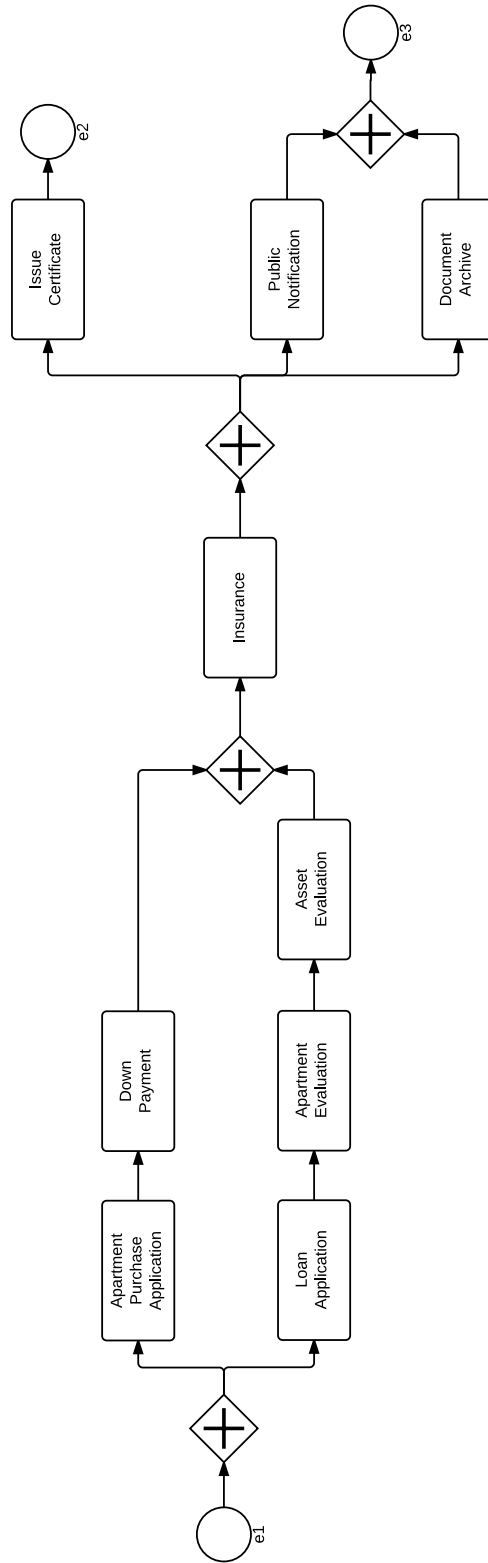 e1
Apartment
Purchase
Application
Down
Payment
Loan
Application
Apartment
Evaluation
Asset
Evaluation
Insurance
Issue
Certificate
e2
Public
Notification
Document
Archive
e3